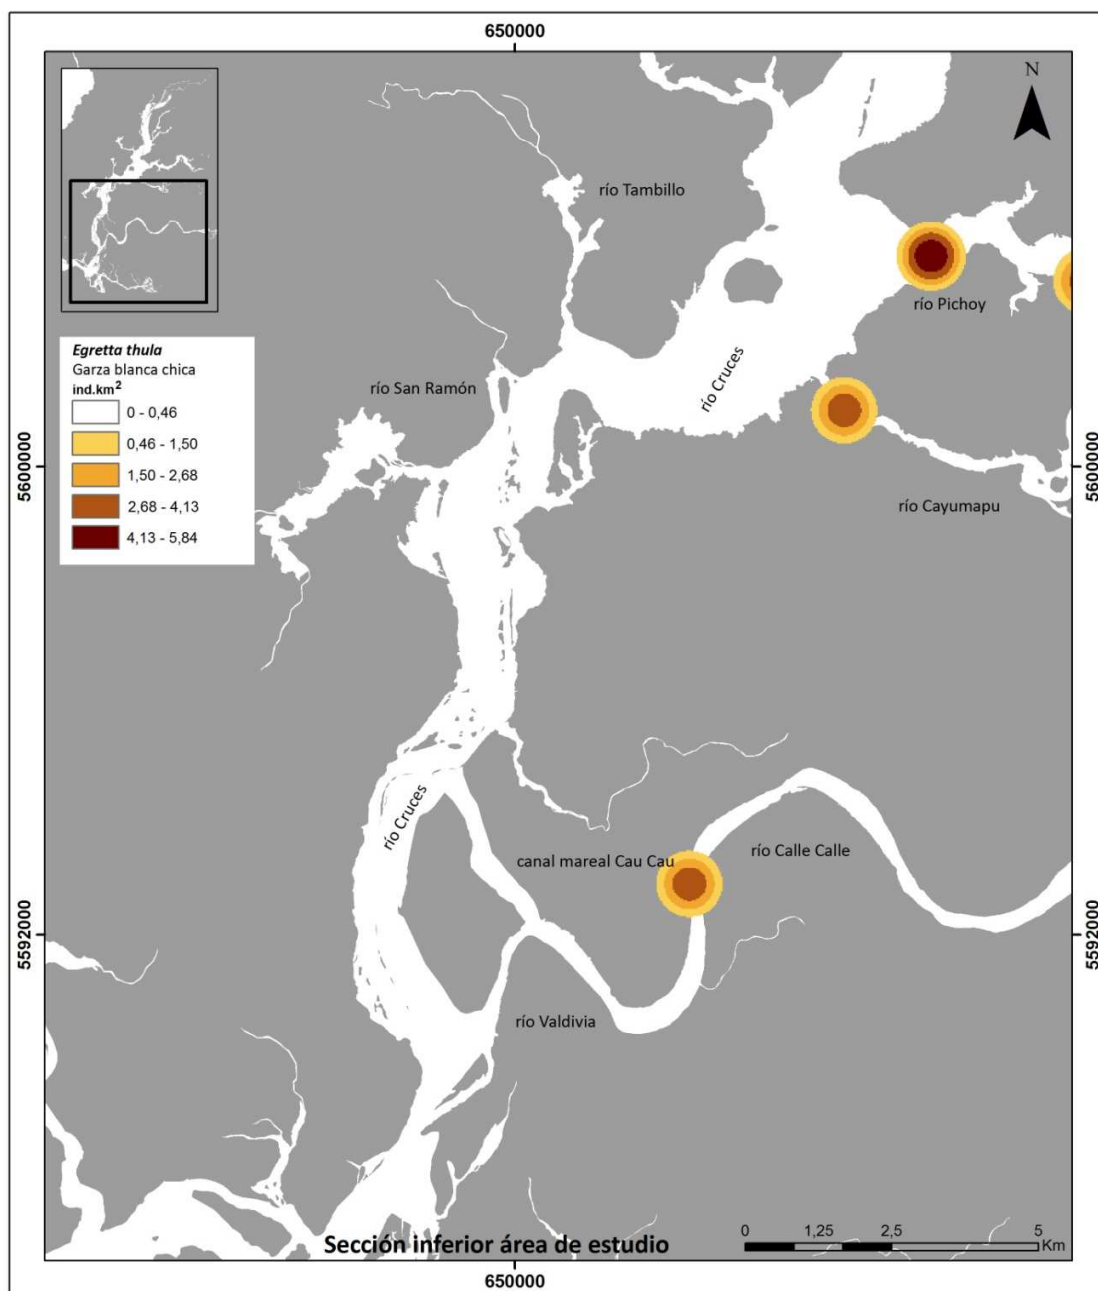 650000
N
río Tambillo
río Pichoy
río Cruces
río San Ramón
Egretta thula
Garza blanca chica
ind.km²
0 - 0,46
0,46 - 1,50
1,50 - 2,68
2,68 - 4,13
4,13 - 5,84
5600000
5600000
río Cayumapu
río Cruces
canal mareal Cau Cau
río Calle Calle
5592000
5592000
río Valdivia
0 1,25 2,5 5
Km
Sección inferior área de estudio
650000